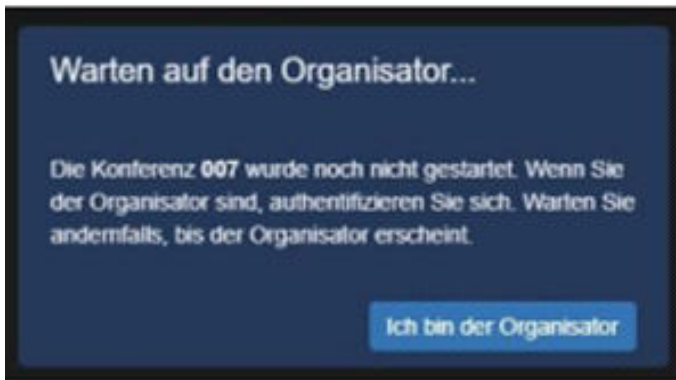 Warten auf den Organisator...
Die Konferenz 007 wurde noch nicht gestartet. Wenn Sie
der Organisator sind, authentifizieren Sie sich. Warten Sie
andernfalls, bis der Organisator erscheint.
Ich bin der Organisator